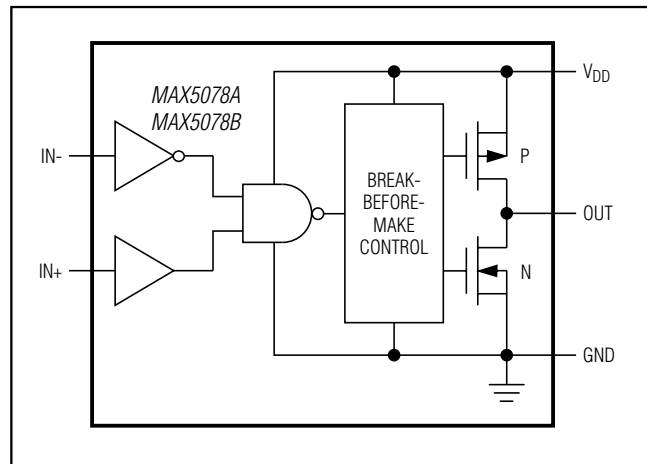 MAX5078A
MAX5078B
VDD
IN-
P
BREAK-
BEFORE-
MAKE
CONTROL
OUT
IN+
N
GND